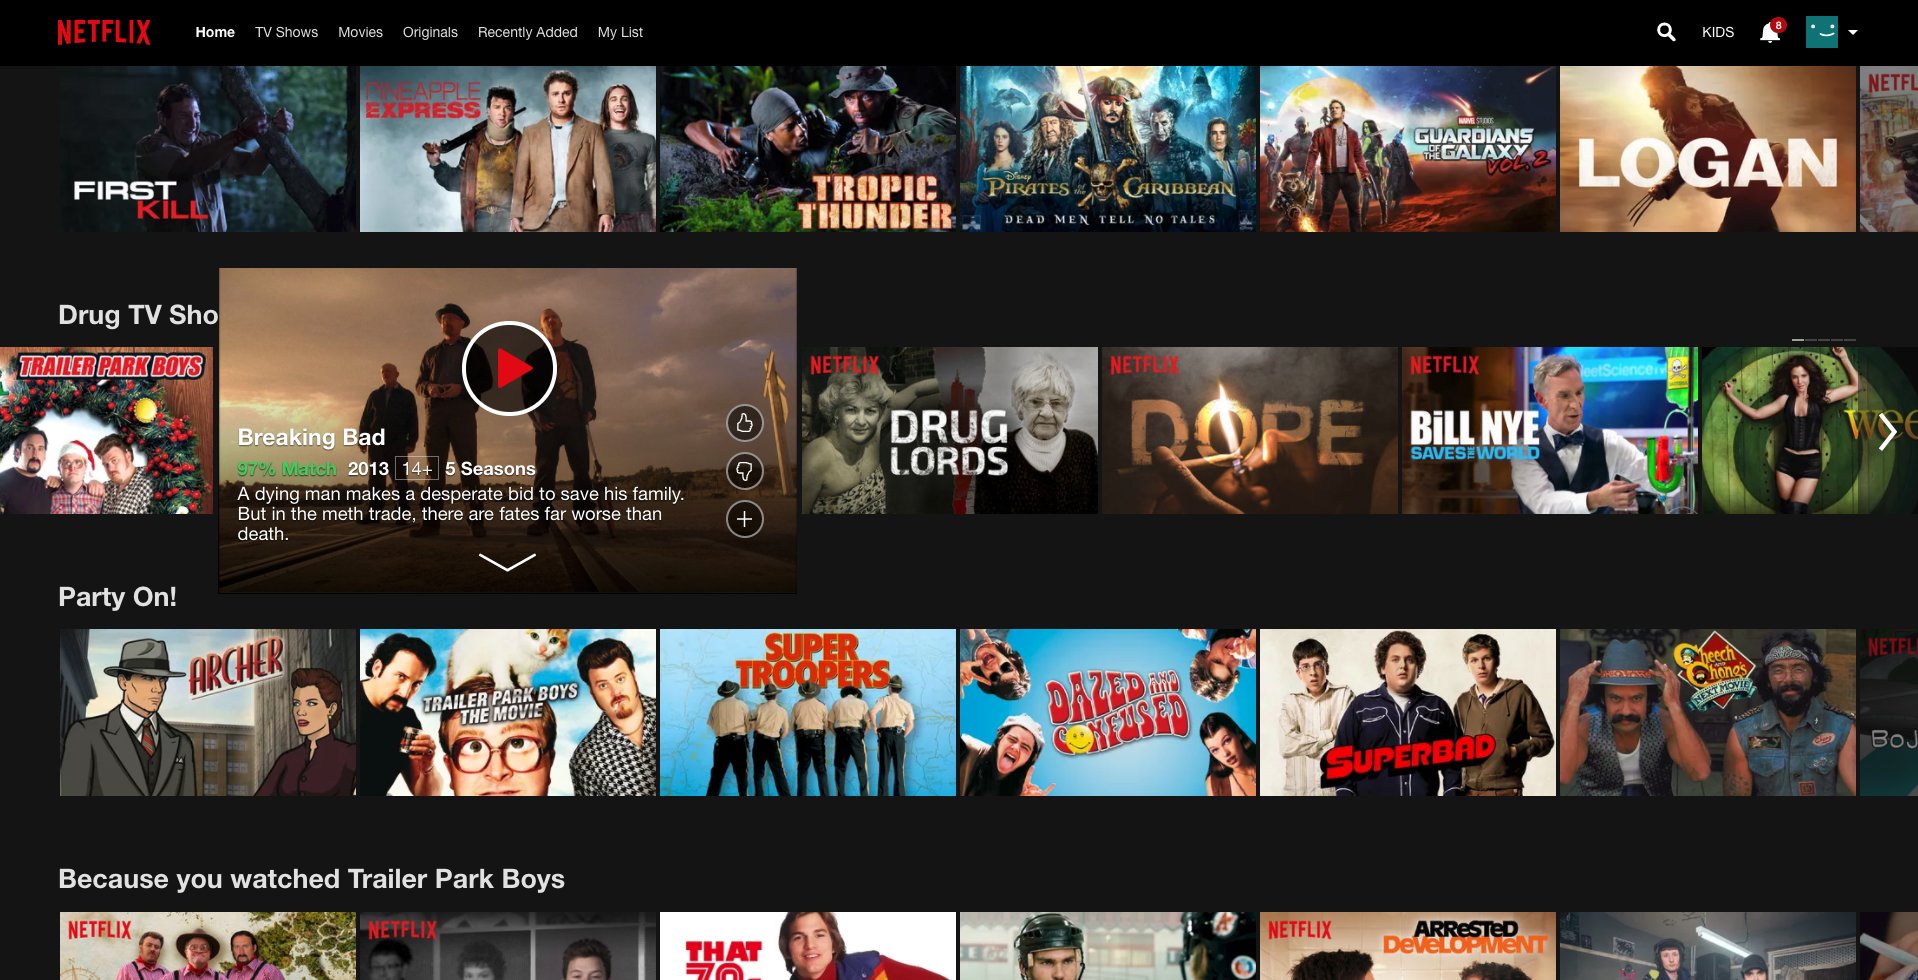 NETFLIX
Home TV Shows Movies Originals Recently Added My List
KIDS
8
FIRST
KILL
PINEAPPLE
EXPRESS
TROPIC
THUNDER
Disney
PIRATES OF THE CARIBBEAN
DEAD MEN TELL NO TALES
MARVEL STUDIOS
GUARDIANS
OF THE GALAXY
VOL. 2
LOGAN
Drug TV Sho
TRAILER PARK BOYS
Breaking Bad
97% Match 2013 14+ 5 Seasons
A dying man makes a desperate bid to save his family.
But in the meth trade, there are fates far worse than
death.
NETFLIX
DRUG
LORDS
NETFLIX
DOPE
NETFLIX
BiLL NYE
SAVES THE WORLD
wee
Party On!
ARCHER
TRAILER PARK BOYS
THE MOVIE
SUPER
TROOPERS
DAZED AND
CONFUSED
SUPERBAD
Cheech
AND
Chong's
NEXT MOVIE
BOJ
Because you watched Trailer Park Boys
NETFLIX
NETFLIX
THAT
70
NETFLIX
ARRESTED
DEVELOPMENT